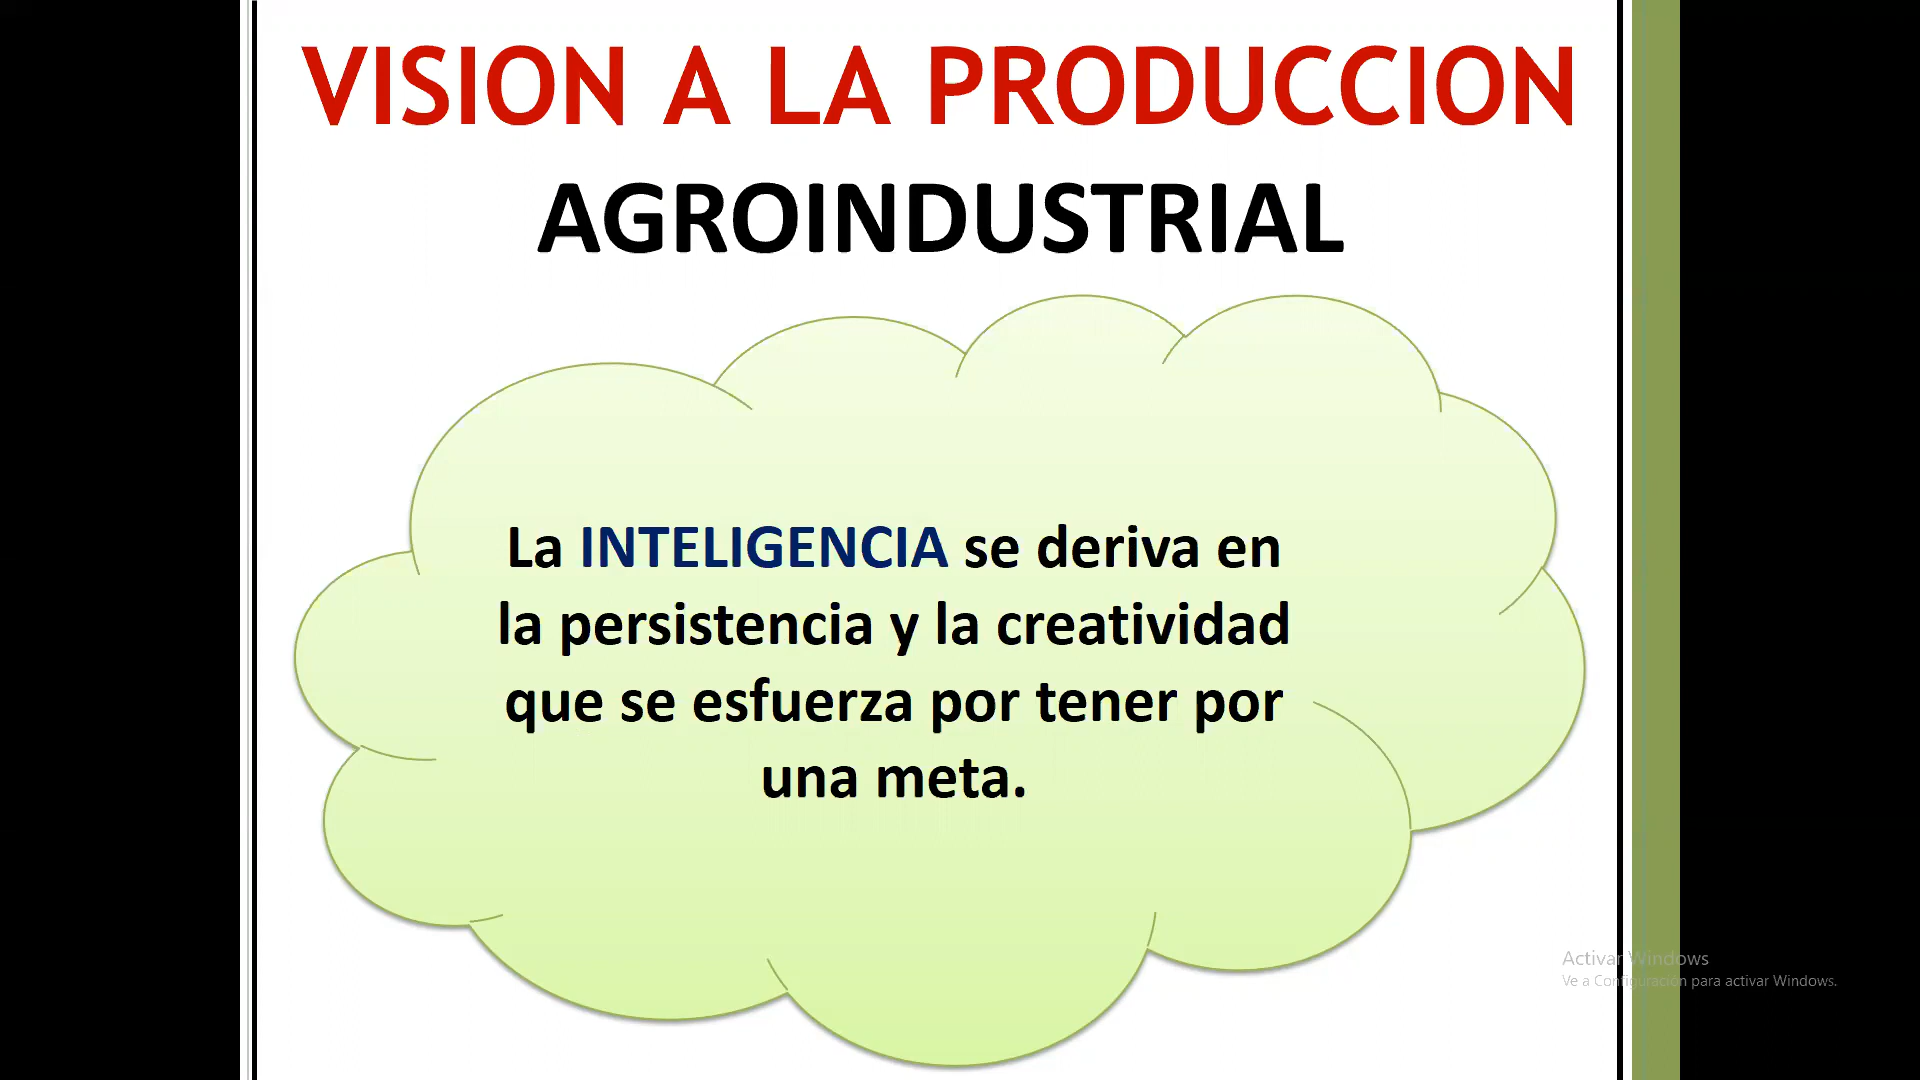 VISION A LA PRODUCCION
AGROINDUSTRIAL
La INTELIGENCIA se deriva en
la persistencia y la creatividad
que se esfuerza por tener por
una meta.
Activar Windows
Ve a Configuración para activar Windows.